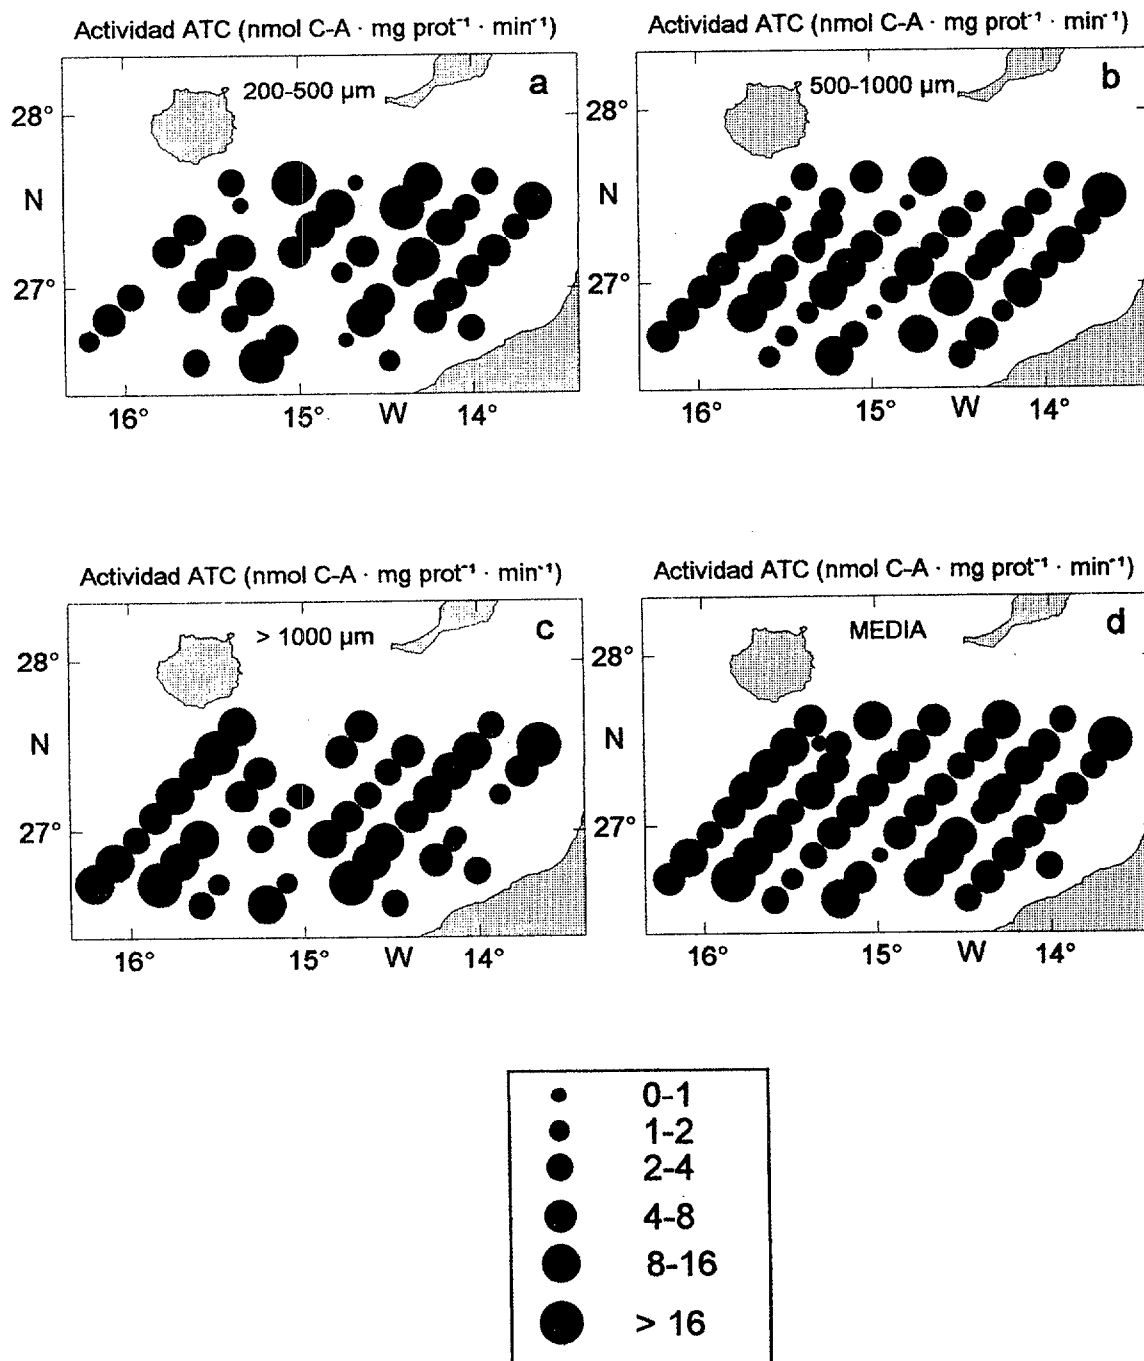 Actividad ATC (nmol C-A · mg prot⁻¹ · min⁻¹)
200-500 µm
a
28°
N
27°
16°
15°
W
14°
Actividad ATC (nmol C-A · mg prot⁻¹ · min⁻¹)
500-1000 µm
b
28°
N
27°
16°
15°
W
14°
Actividad ATC (nmol C-A · mg prot⁻¹ · min⁻¹)
> 1000 µm
c
28°
N
27°
16°
15°
W
14°
Actividad ATC (nmol C-A · mg prot⁻¹ · min⁻¹)
MEDIA
d
28°
N
27°
16°
15°
W
14°
0-1
1-2
2-4
4-8
8-16
> 16